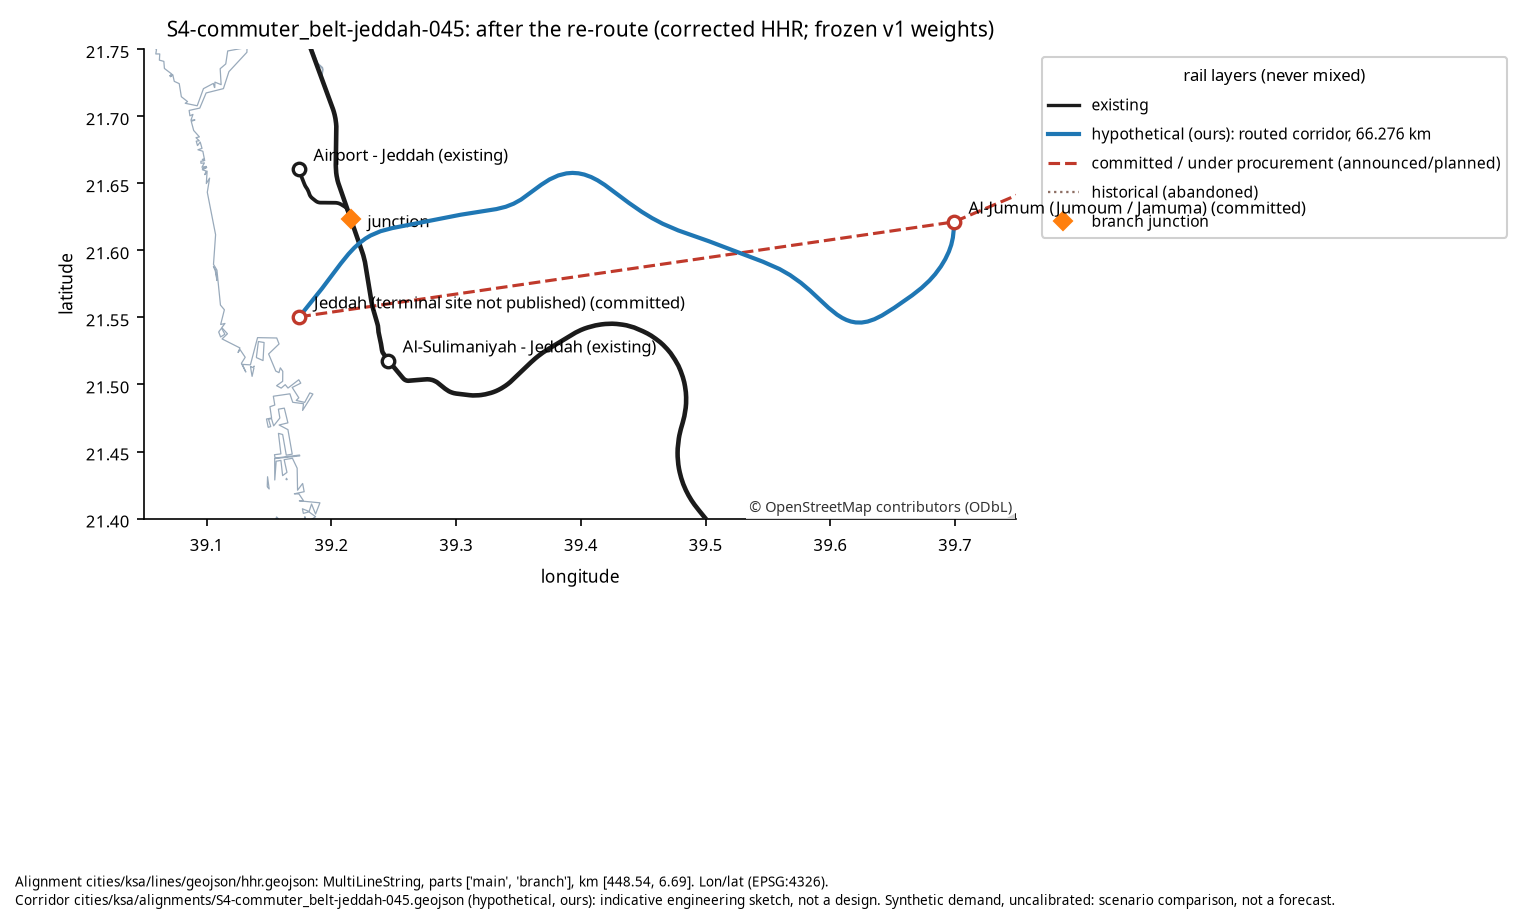 S4-commuter_belt-jeddah-045: after the re-route (corrected HHR; frozen v1 weights)
rail layers (never mixed)
existing
hypothetical (ours): routed corridor, 66.276 km
committed / under procurement (announced/planned)
historical (abandoned)
branch junction
Airport - Jeddah (existing)
junction
Al-Jumum (Jumoum / Jamuma) (committed)
Jeddah (terminal site not published) (committed)
Al-Sulimaniyah - Jeddah (existing)
© OpenStreetMap contributors (ODbL)
latitude
21.75
21.70
21.65
21.60
21.55
21.50
21.45
21.40
39.1 39.2 39.3 39.4 39.5 39.6 39.7
longitude
Alignment cities/ksa/lines/geojson/hhr.geojson: MultiLineString, parts ['main', 'branch'], km [448.54, 6.69]. Lon/lat (EPSG:4326).
Corridor cities/ksa/alignments/S4-commuter_belt-jeddah-045.geojson (hypothetical, ours): indicative engineering sketch, not a design. Synthetic demand, uncalibrated: scenario comparison, not a forecast.